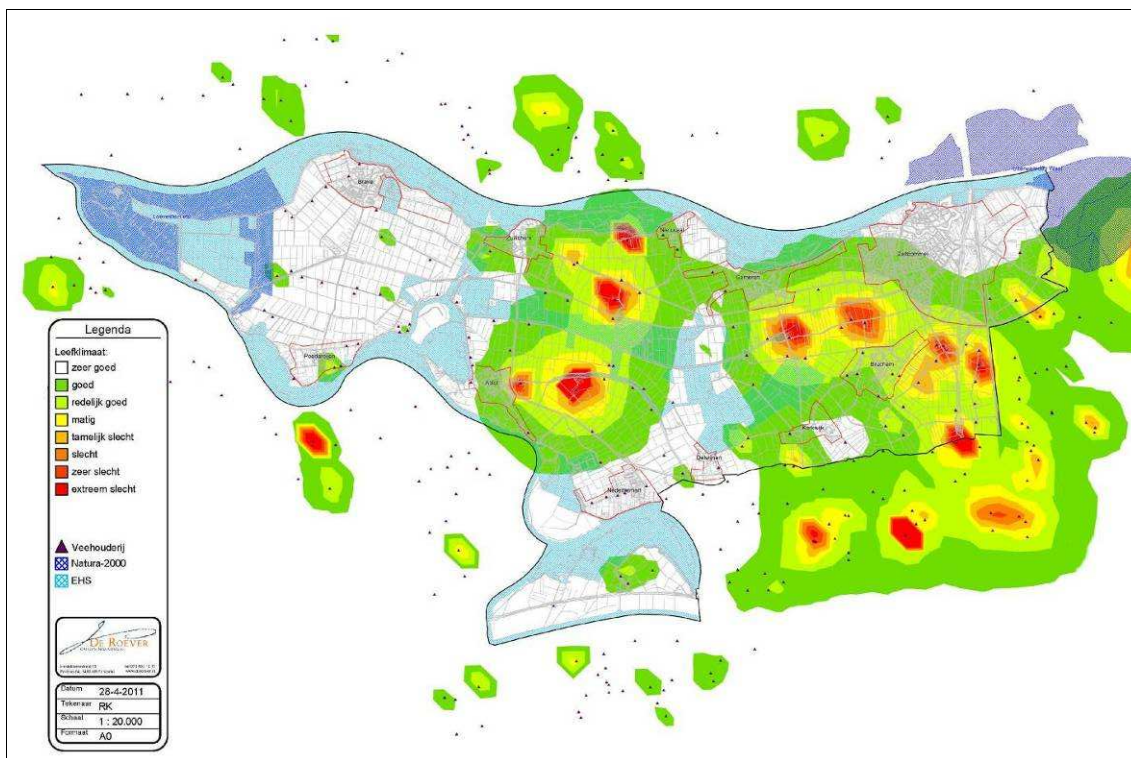 Brakel
Zuilichem
Nieuwaal
Gameren
Zaltbommel
Poederoijen
Aalst
Bruchem
Kerkwijk
Delwijnen
Nederhemert
Legenda
Leefklimaat:
zeer goed
goed
redelijk goed
matig
tamelijk slecht
slecht
zeer slecht
extreem slecht
Veehouderij
Natura-2000
EHS
DE ROEVER
Datum 28-4-2011
Tekenaar RK
Schaal 1 : 20.000
Formaat A0